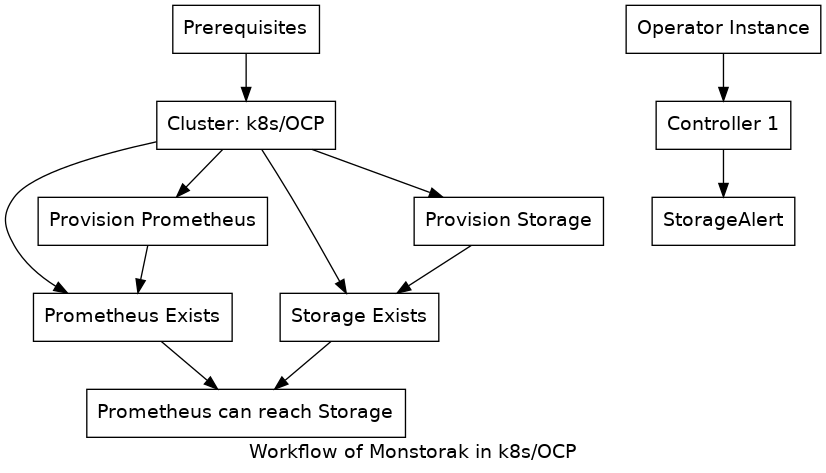 Prerequisites
Operator Instance
Cluster: k8s/OCP
Controller 1
Provision Prometheus
Provision Storage
StorageAlert
Prometheus Exists
Storage Exists
Prometheus can reach Storage
Workflow of Monstorak in k8s/OCP